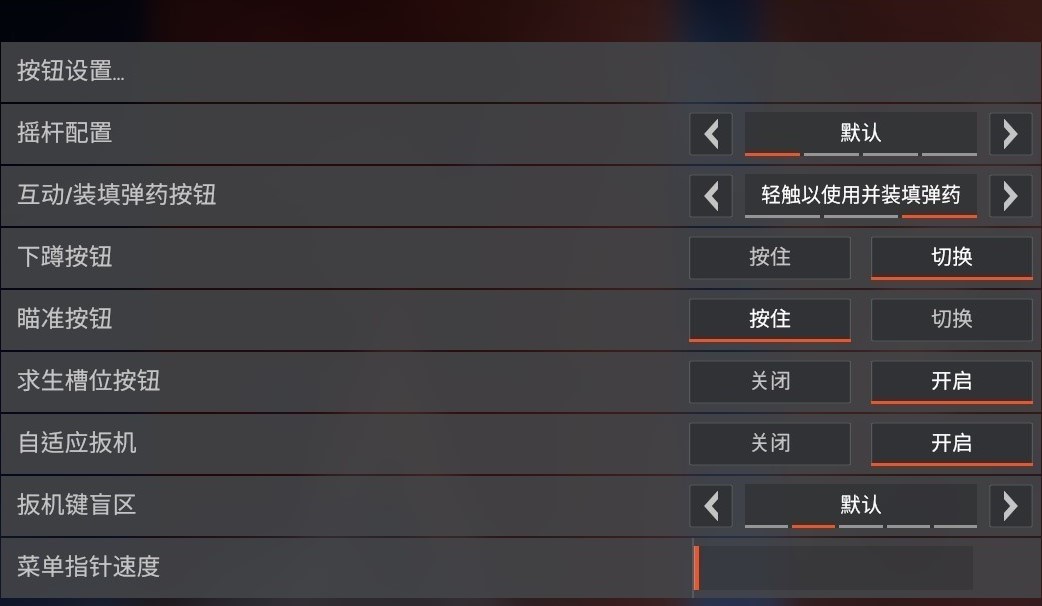 按钮设置...
摇杆配置 默认
互动/装填弹药按钮 轻触以使用并装填弹药
下蹲按钮 按住 切换
瞄准按钮 按住 切换
求生槽位按钮 关闭 开启
自适应扳机 关闭 开启
扳机键盲区 默认
菜单指针速度